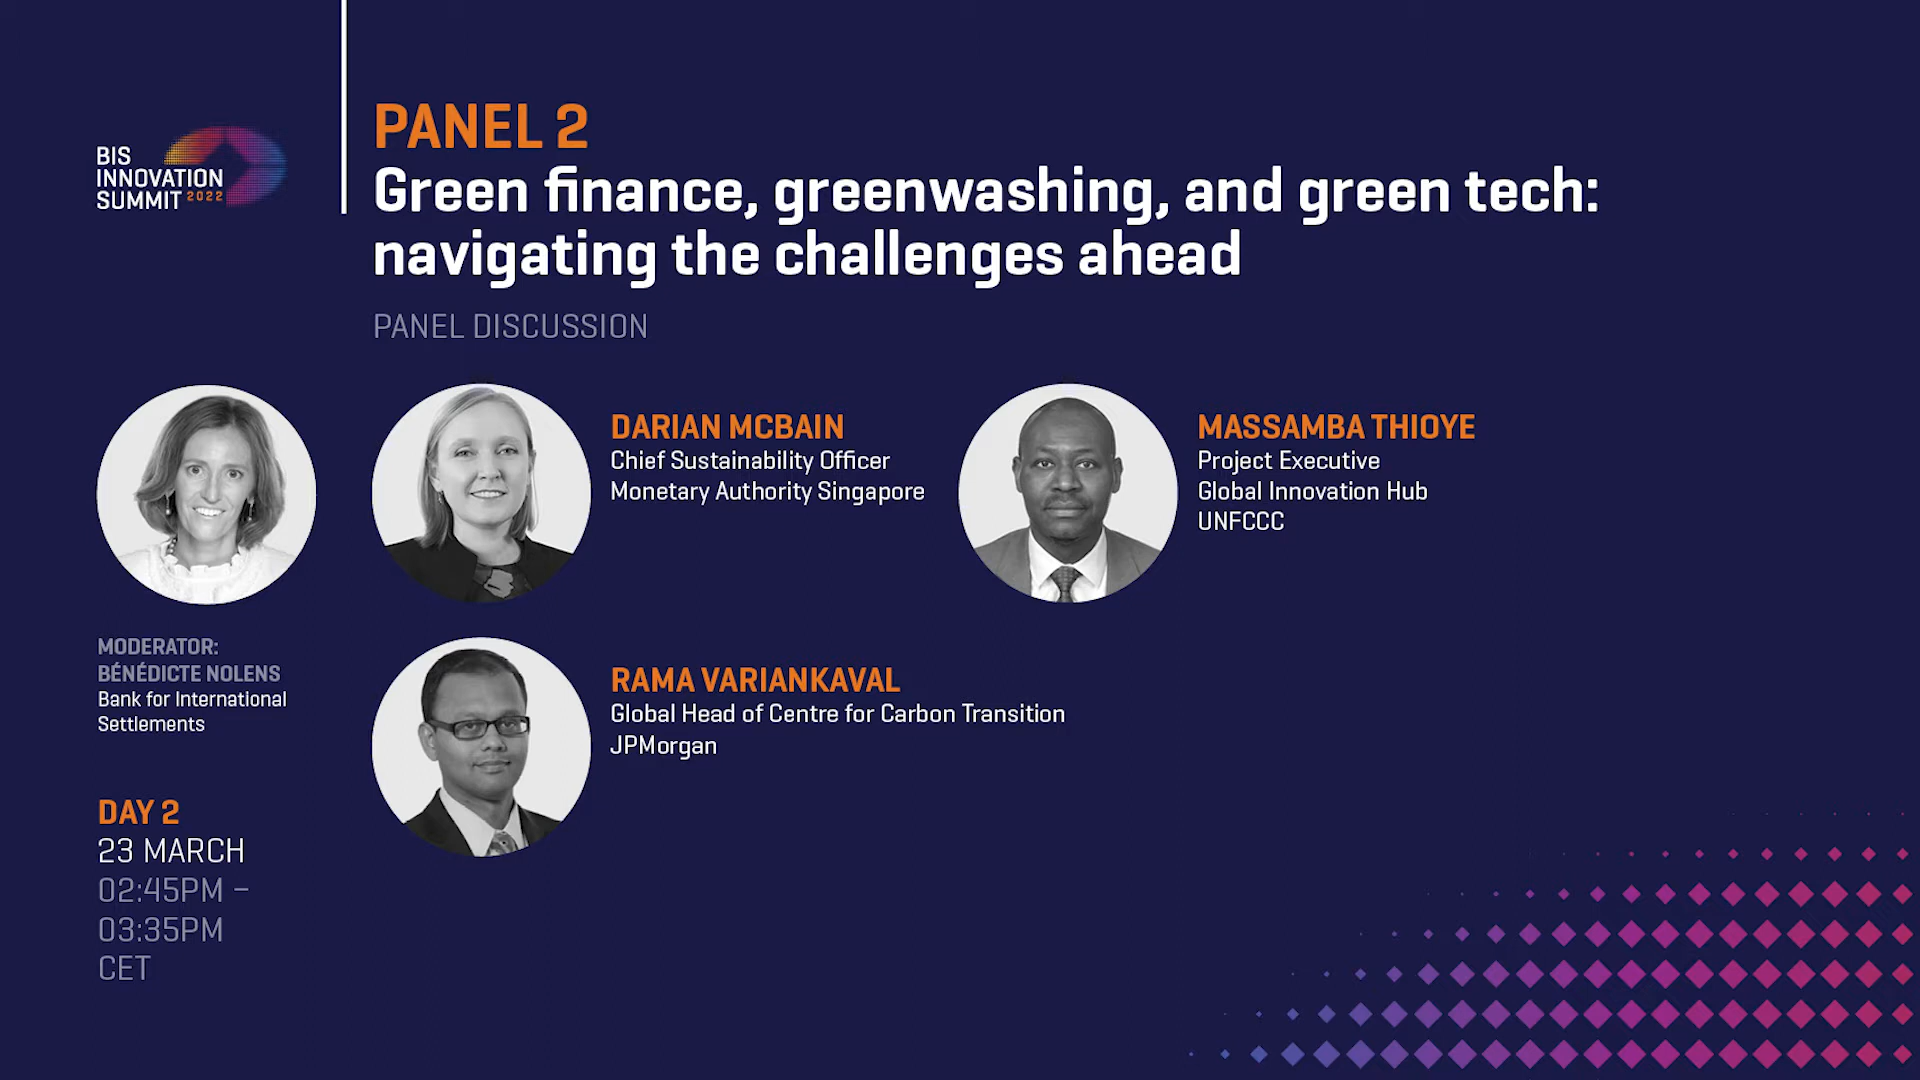 BIS
INNOVATION
SUMMIT 2022
PANEL 2
Green finance, greenwashing, and green tech:
navigating the challenges ahead
PANEL DISCUSSION
DARIAN MCBAIN
Chief Sustainability Officer
Monetary Authority Singapore
MASSAMBA THIOYE
Project Executive
Global Innovation Hub
UNFCCC
MODERATOR:
BÉNÉDICTE NOLENS
Bank for International
Settlements
RAMA VARIANKAVAL
Global Head of Centre for Carbon Transition
JPMorgan
DAY 2
23 MARCH
02:45PM –
03:35PM
CET